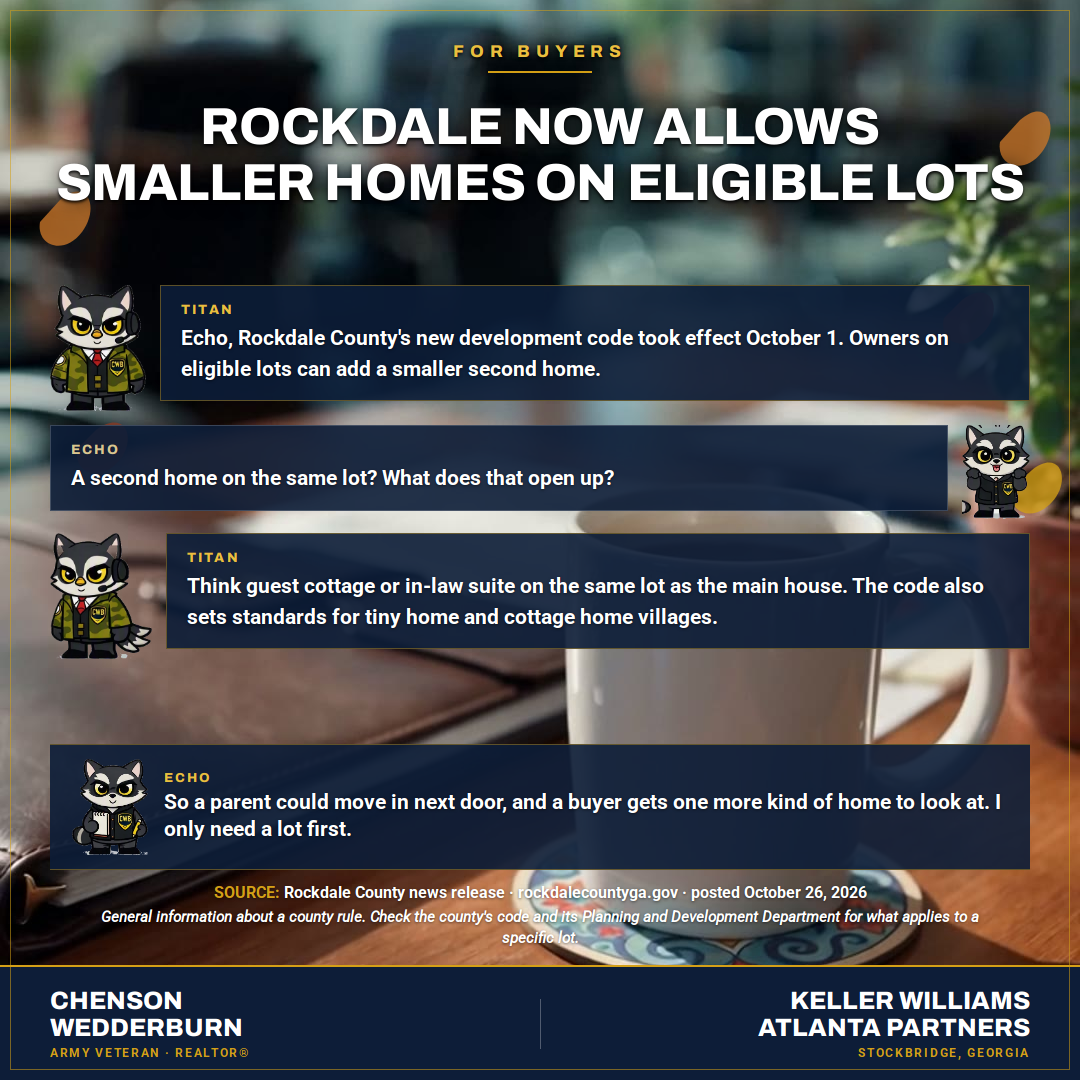 FOR BUYERS
ROCKDALE NOW ALLOWS
SMALLER HOMES ON ELIGIBLE LOTS
TITAN
Echo, Rockdale County's new development code took effect October 1. Owners on
eligible lots can add a smaller second home.
CWB
ECHO
A second home on the same lot? What does that open up?
CWB
TITAN
Think guest cottage or in-law suite on the same lot as the main house. The code also
sets standards for tiny home and cottage home villages.
CWB
ECHO
So a parent could move in next door, and a buyer gets one more kind of home to look at. I
only need a lot first.
CWB
SOURCE: Rockdale County news release · rockdalecountyga.gov · posted October 26, 2026
General information about a county rule. Check the county's code and its Planning and Development Department for what applies to a
specific lot.
CHENSON
WEDDERBURN
ARMY VETERAN · REALTOR®
KELLER WILLIAMS
ATLANTA PARTNERS
STOCKBRIDGE, GEORGIA